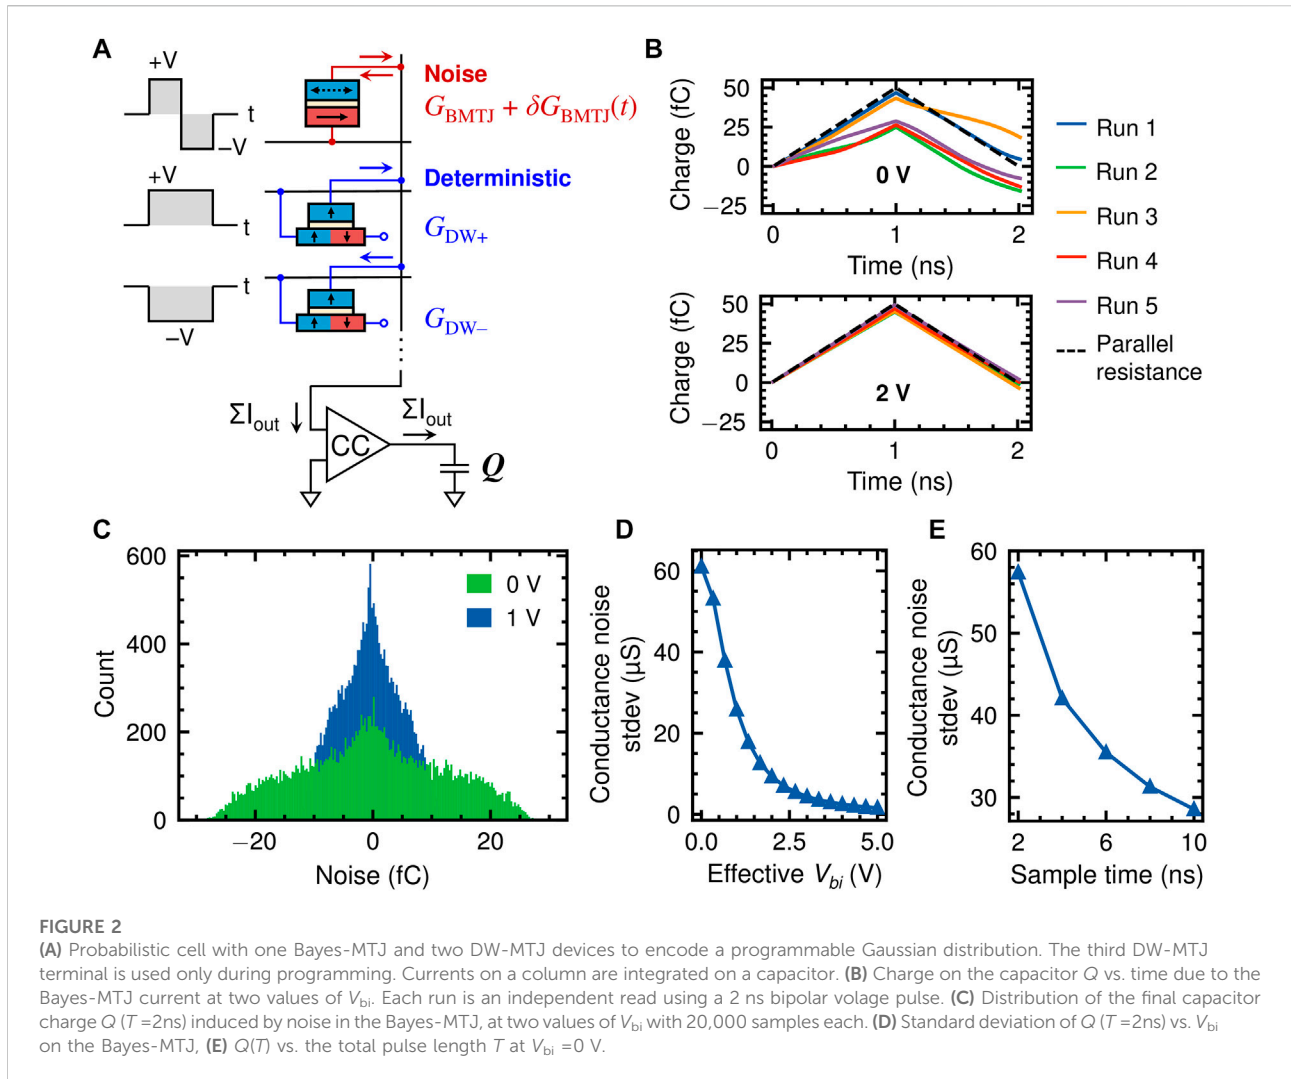 A
+V
t
−V
Noise
G_BMTJ + δG_BMTJ(t)
+V
t
Deterministic
G_DW+
t
−V
G_DW−
ΣI_out
ΣI_out
CC
Q
B
Charge (fC)
50
25
0
−25
0 V
0
1
2
Time (ns)
Charge (fC)
50
25
0
−25
2 V
0
1
2
Time (ns)
Run 1
Run 2
Run 3
Run 4
Run 5
Parallel
resistance
C
Count
600
400
200
0
0 V
1 V
−20
0
20
Noise (fC)
D
Conductance noise
stdev (µS)
60
40
20
0
0.0
2.5
5.0
Effective V_bi (V)
E
Conductance noise
stdev (µS)
60
50
40
30
2
6
10
Sample time (ns)
FIGURE 2
(A) Probabilistic cell with one Bayes-MTJ and two DW-MTJ devices to encode a programmable Gaussian distribution. The third DW-MTJ
terminal is used only during programming. Currents on a column are integrated on a capacitor. (B) Charge on the capacitor Q vs. time due to the
Bayes-MTJ current at two values of V_bi. Each run is an independent read using a 2 ns bipolar volage pulse. (C) Distribution of the final capacitor
charge Q (T =2ns) induced by noise in the Bayes-MTJ, at two values of V_bi with 20,000 samples each. (D) Standard deviation of Q (T =2ns) vs. V_bi
on the Bayes-MTJ, (E) Q(T) vs. the total pulse length T at V_bi =0 V.